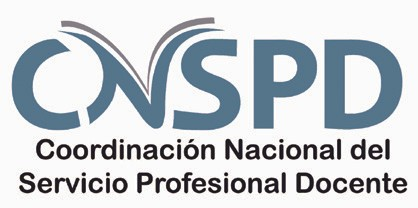 CNSPD
Coordinación Nacional del
Servicio Profesional Docente